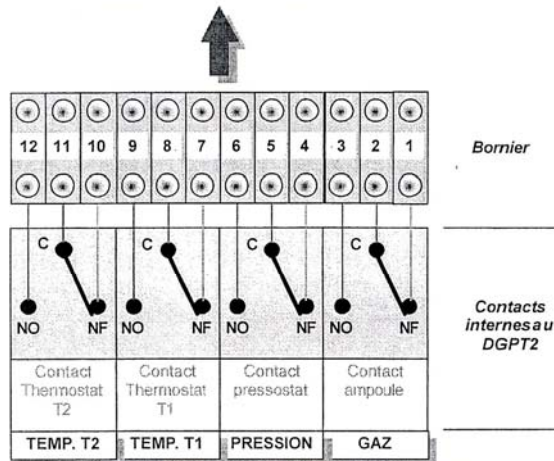 12 11 10 9 8 7 6 5 4 3 2 1
Bornier
C C C C
NO NF NO NF NO NF NO NF
Contacts
internes au
DGPT2
Contact Thermostat T2
Contact Thermostat T1
Contact pressostat
Contact ampoule
TEMP. T2 TEMP. T1 PRESSION GAZ